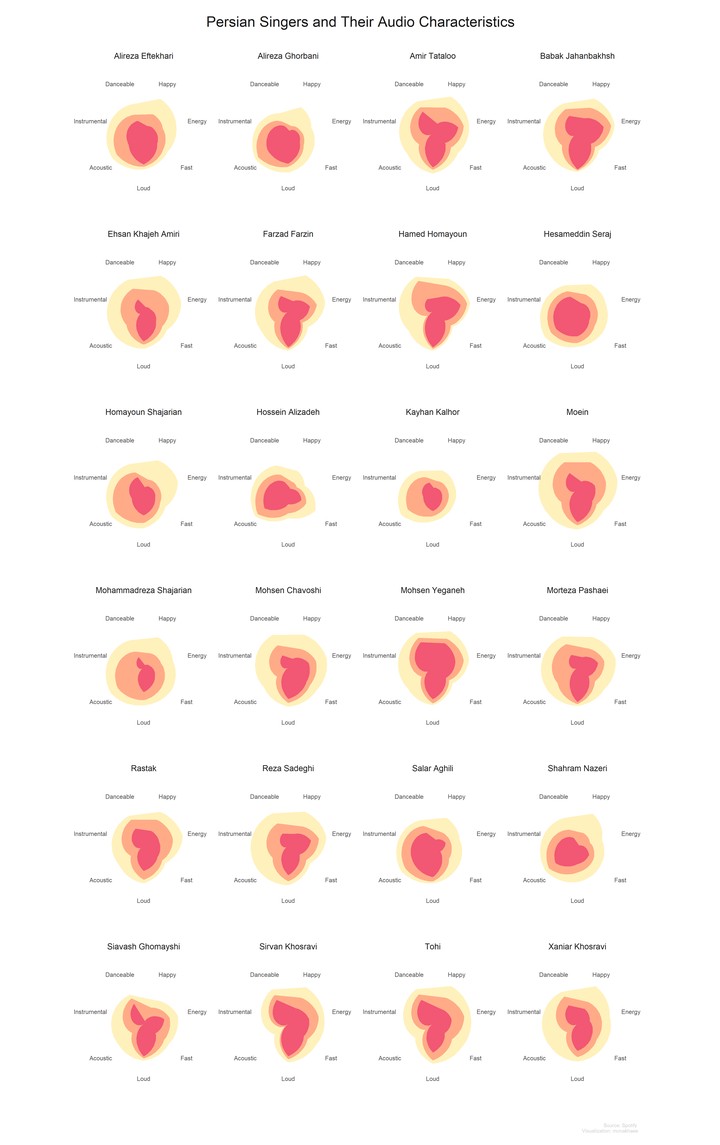 Persian Singers and Their Audio Characteristics
Alireza Eftekhari Alireza Ghorbani Amir Tataloo Babak Jahanbakhsh
Danceable Happy Danceable Happy Danceable Happy Danceable Happy
Instrumental Energy Instrumental Energy Instrumental Energy Instrumental Energy
Acoustic Fast Acoustic Fast Acoustic Fast Acoustic Fast
Loud Loud Loud Loud
Ehsan Khajeh Amiri Farzad Farzin Hamed Homayoun Hesameddin Seraj
Danceable Happy Danceable Happy Danceable Happy Danceable Happy
Instrumental Energy Instrumental Energy Instrumental Energy Instrumental Energy
Acoustic Fast Acoustic Fast Acoustic Fast Acoustic Fast
Loud Loud Loud Loud
Homayoun Shajarian Hossein Alizadeh Kayhan Kalhor Moein
Danceable Happy Danceable Happy Danceable Happy Danceable Happy
Instrumental Energy Instrumental Energy Instrumental Energy Instrumental Energy
Acoustic Fast Acoustic Fast Acoustic Fast Acoustic Fast
Loud Loud Loud Loud
Mohammadreza Shajarian Mohsen Chavoshi Mohsen Yeganeh Morteza Pashaei
Danceable Happy Danceable Happy Danceable Happy Danceable Happy
Instrumental Energy Instrumental Energy Instrumental Energy Instrumental Energy
Acoustic Fast Acoustic Fast Acoustic Fast Acoustic Fast
Loud Loud Loud Loud
Rastak Reza Sadeghi Salar Aghili Shahram Nazeri
Danceable Happy Danceable Happy Danceable Happy Danceable Happy
Instrumental Energy Instrumental Energy Instrumental Energy Instrumental Energy
Acoustic Fast Acoustic Fast Acoustic Fast Acoustic Fast
Loud Loud Loud Loud
Siavash Ghomayshi Sirvan Khosravi Tohi Xaniar Khosravi
Danceable Happy Danceable Happy Danceable Happy Danceable Happy
Instrumental Energy Instrumental Energy Instrumental Energy Instrumental Energy
Acoustic Fast Acoustic Fast Acoustic Fast Acoustic Fast
Loud Loud Loud Loud
Source: Spotify
Visualization: